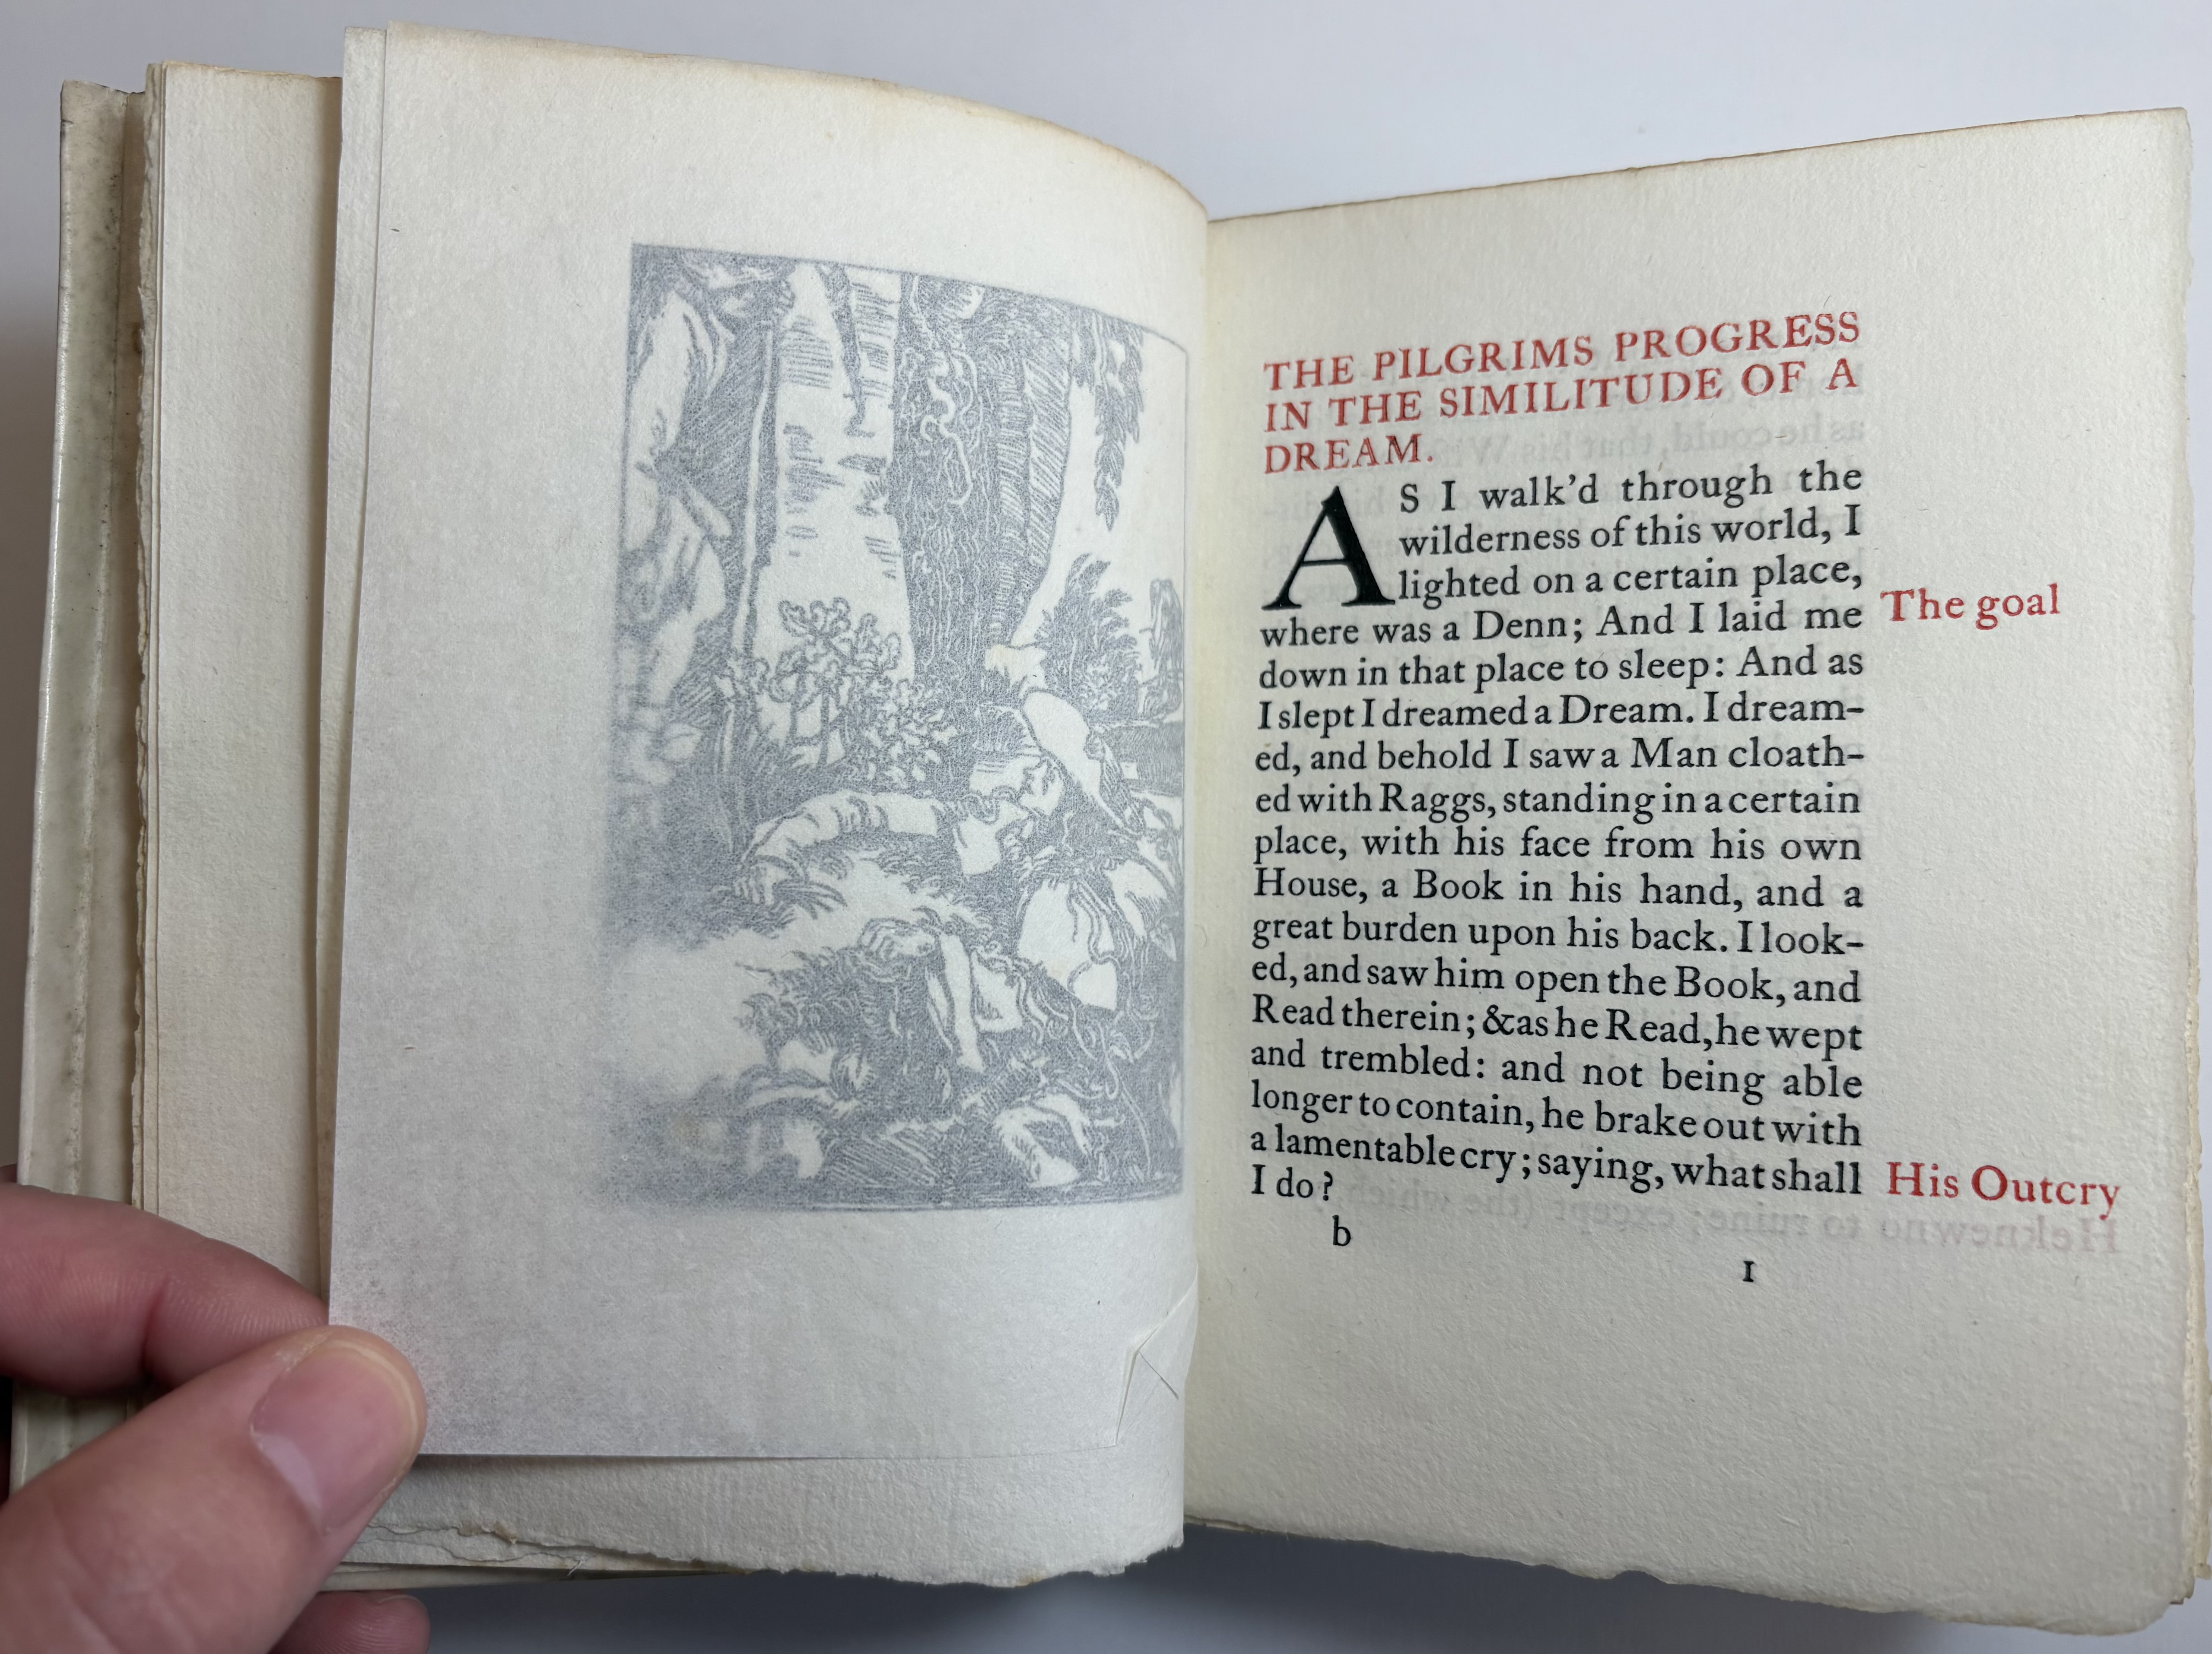 THE PILGRIMS PROGRESS
IN THE SIMILITUDE OF A
DREAM.
AS I walk'd through the
wilderness of this world, I
lighted on a certain place,
where was a Denn; And I laid me
The goal
down in that place to sleep: And as
I slept I dreamed a Dream. I dream-
ed, and behold I saw a Man cloath-
ed with Raggs, standing in a certain
place, with his face from his own
House, a Book in his hand, and a
great burden upon his back. I look-
ed, and saw him open the Book, and
Read therein; & as he Read, he wept
and trembled: and not being able
longer to contain, he brake out with
a lamentable cry; saying, what shall
His Outcry
I do?
b
1